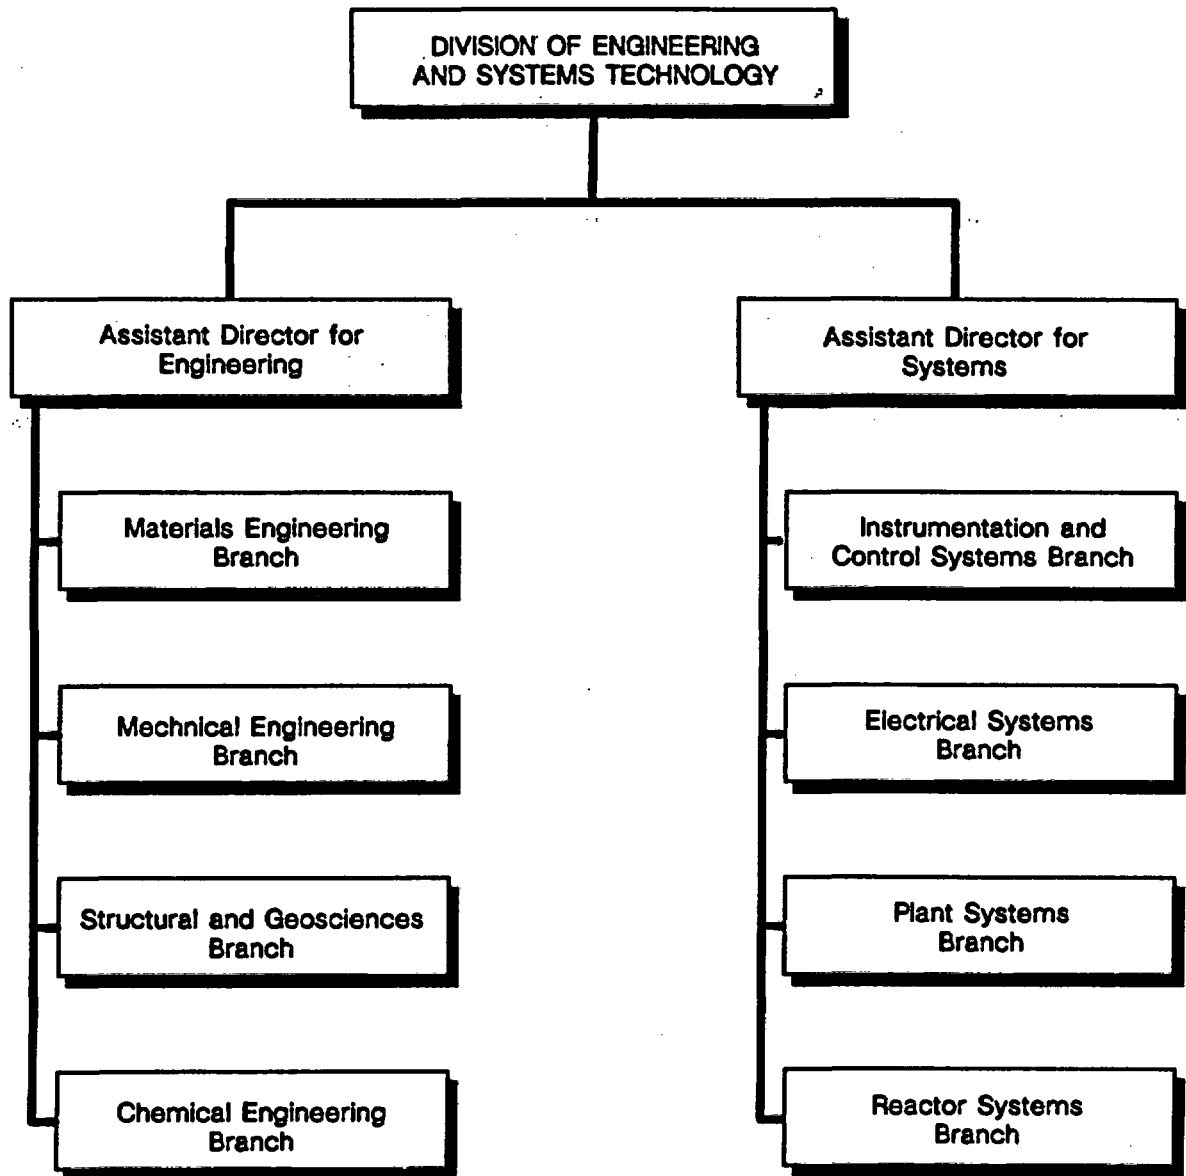 DIVISION OF ENGINEERING
AND SYSTEMS TECHNOLOGY
Assistant Director for
Engineering
Assistant Director for
Systems
Materials Engineering
Branch
Instrumentation and
Control Systems Branch
Mechnical Engineering
Branch
Electrical Systems
Branch
Structural and Geosciences
Branch
Plant Systems
Branch
Chemical Engineering
Branch
Reactor Systems
Branch